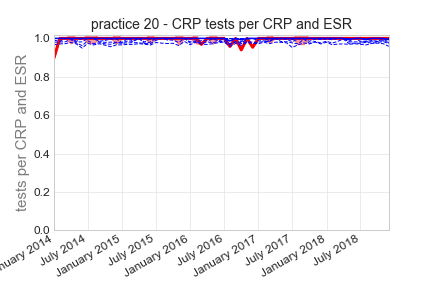 practice 20 - CRP tests per CRP and ESR
tests per CRP and ESR
1.0
0.8
0.6
0.4
0.2
0.0
nuary 2014
July 2014
January 2015
July 2015
January 2016
July 2016
January 2017
July 2017
January 2018
July 2018